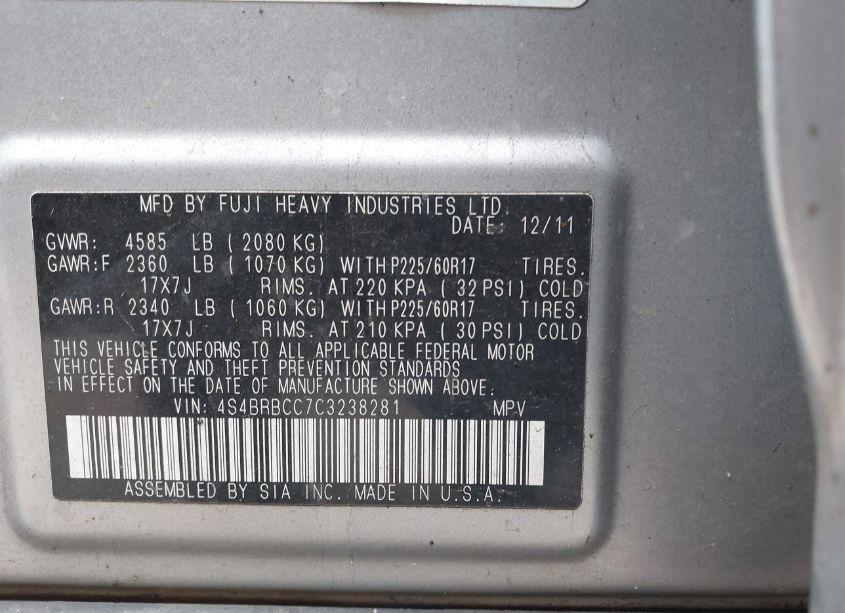 MFD BY FUJI HEAVY INDUSTRIES LTD.
DATE: 12/11
GVWR: 4585 LB ( 2080 KG)
GAWR:F 2360 LB ( 1070 KG) WITH P225/60R17 TIRES.
17X7J RIMS. AT 220 KPA ( 32 PSI) COLD
GAWR:R 2340 LB ( 1060 KG) WITH P225/60R17 TIRES.
17X7J RIMS. AT 210 KPA ( 30 PSI) COLD
THIS VEHICLE CONFORMS TO ALL APPLICABLE FEDERAL MOTOR
VEHICLE SAFETY AND THEFT PREVENTION STANDARDS
IN EFFECT ON THE DATE OF MANUFACTURE SHOWN ABOVE.
VIN: 4S4BRBCC7C3238281 MPV
ASSEMBLED BY SIA INC. MADE IN U.S.A.